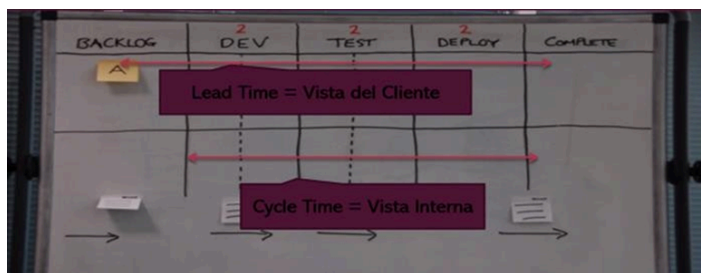 2 2 2
BACKLOG DEV TEST DEPLOY COMPLETE
A
Lead Time = Vista del Cliente
Cycle Time = Vista Interna